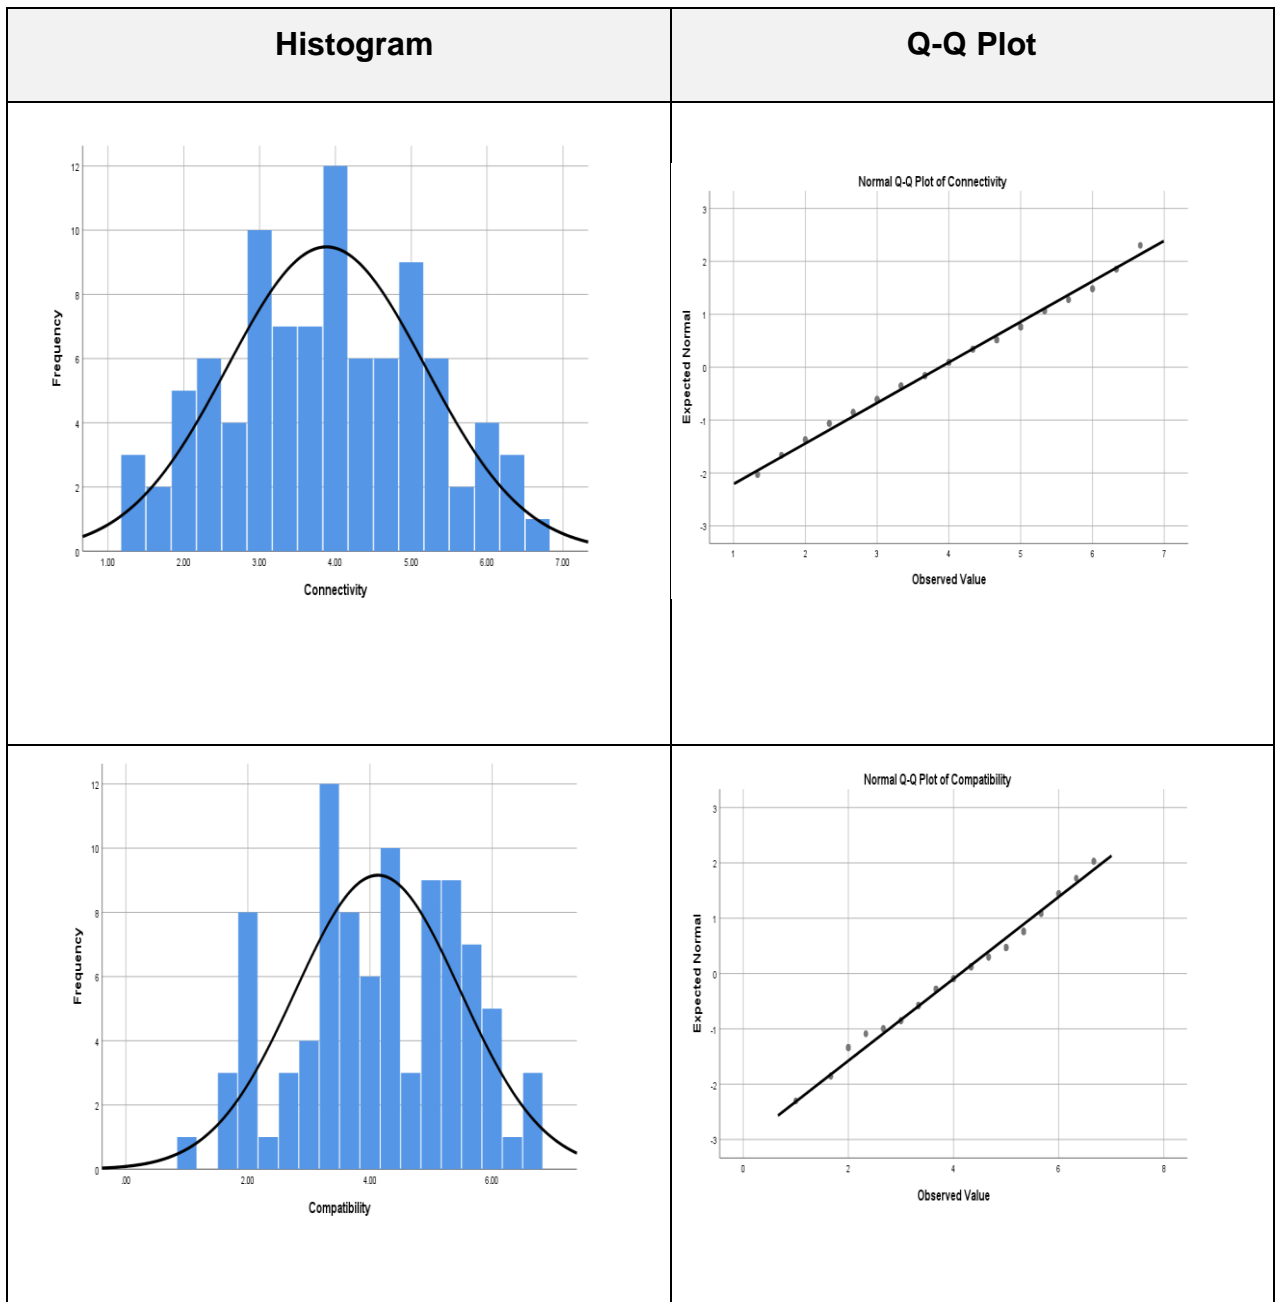 Histogram
Q-Q Plot
12
10
8
6
4
2
0
Frequency
1.00 2.00 3.00 4.00 5.00 6.00 7.00
Connectivity
Normal Q-Q Plot of Connectivity
3
2
1
0
-1
-2
-3
Expected Normal
1 2 3 4 5 6 7
Observed Value
12
10
8
6
4
2
0
Frequency
.00 2.00 4.00 6.00
Compatibility
Normal Q-Q Plot of Compatibility
3
2
1
0
-1
-2
-3
Expected Normal
0 2 4 6 8
Observed Value